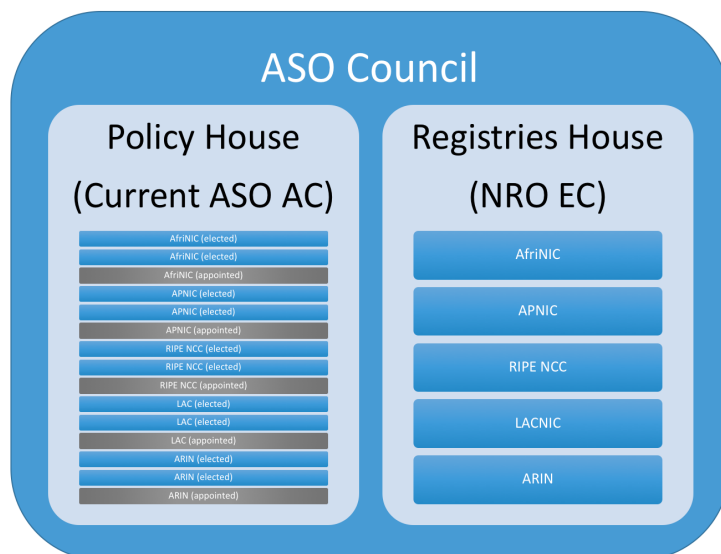 ASO Council
Policy House
(Current ASO AC)
AfriNIC (elected)
AfriNIC (elected)
AfriNIC (appointed)
APNIC (elected)
APNIC (elected)
APNIC (appointed)
RIPE NCC (elected)
RIPE NCC (elected)
RIPE NCC (appointed)
LAC (elected)
LAC (elected)
LAC (appointed)
ARIN (elected)
ARIN (elected)
ARIN (appointed)
Registries House
(NRO EC)
AfriNIC
APNIC
RIPE NCC
LACNIC
ARIN